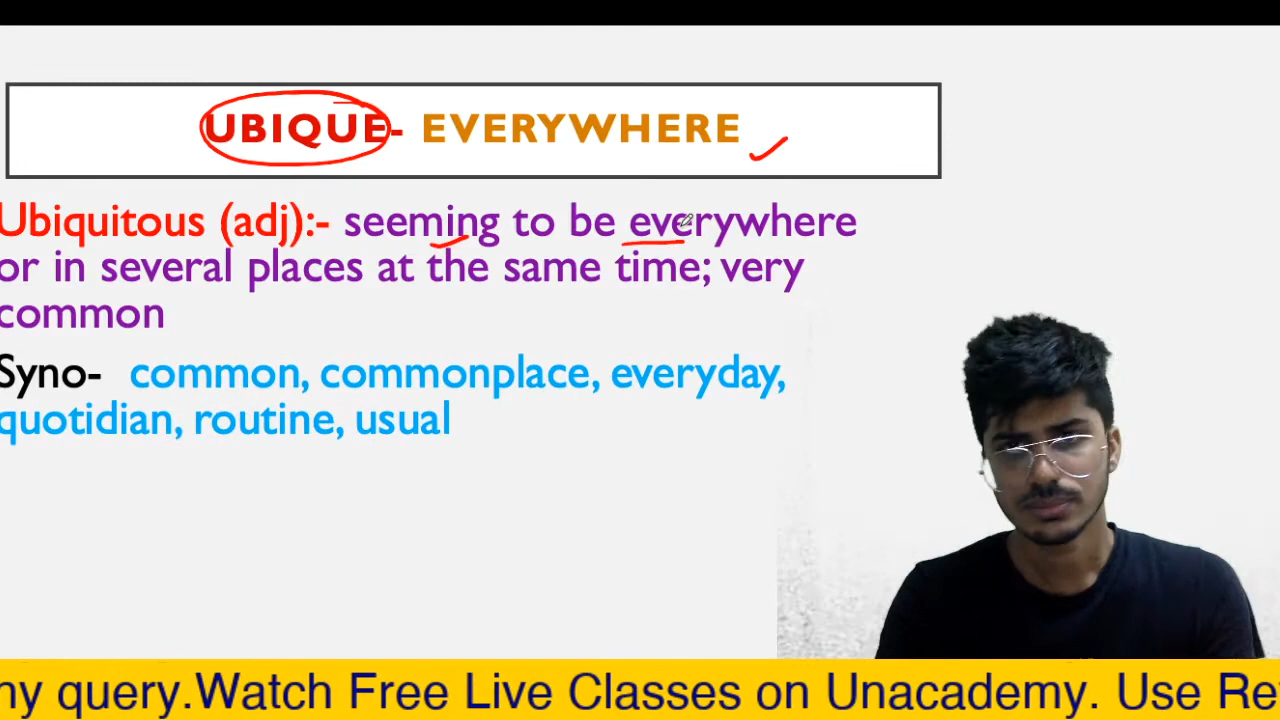 UBIQUE- EVERYWHERE
Ubiquitous (adj):- seeming to be everywhere
or in several places at the same time; very
common
Syno- common, commonplace, everyday,
quotidian, routine, usual
ny query.Watch Free Live Classes on Unacademy. Use Re